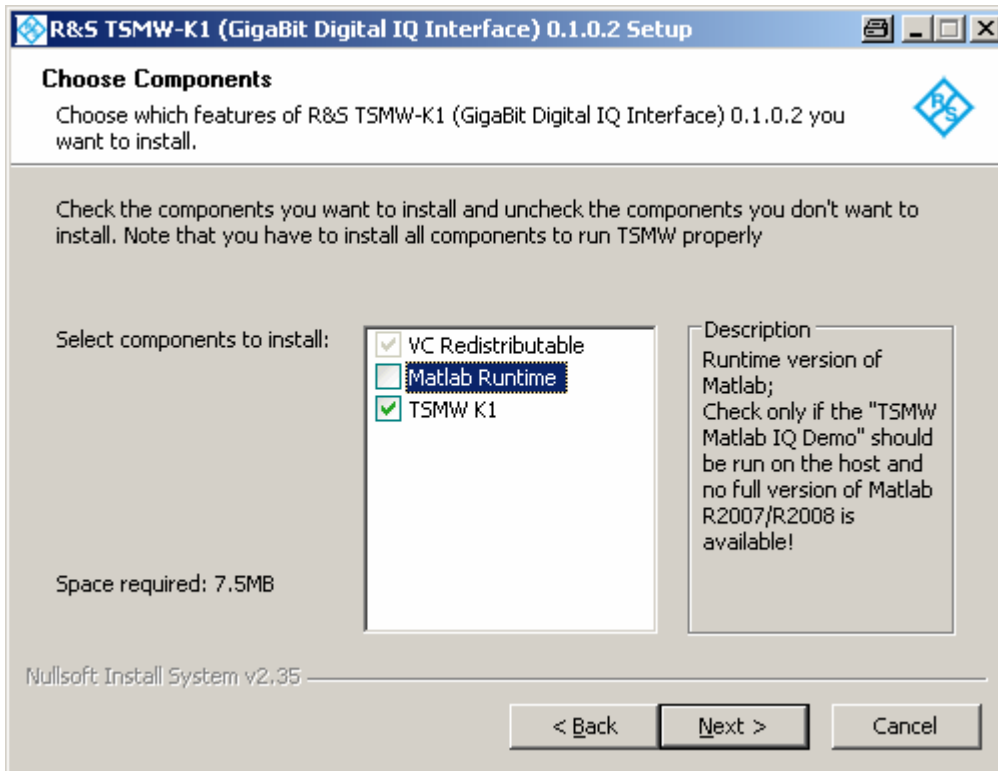 R&S TSMW-K1 (GigaBit Digital IQ Interface) 0.1.0.2 Setup
Choose Components
Choose which features of R&S TSMW-K1 (GigaBit Digital IQ Interface) 0.1.0.2 you
want to install.
R&S
Check the components you want to install and uncheck the components you don't want to
install. Note that you have to install all components to run TSMW properly
Select components to install:
VC Redistributable
Matlab Runtime
TSMW K1
Space required: 7.5MB
Description
Runtime version of
Matlab;
Check only if the "TSMW
Matlab IQ Demo" should
be run on the host and
no full version of Matlab
R2007/R2008 is
available!
Nullsoft Install System v2.35
< Back
Next >
Cancel